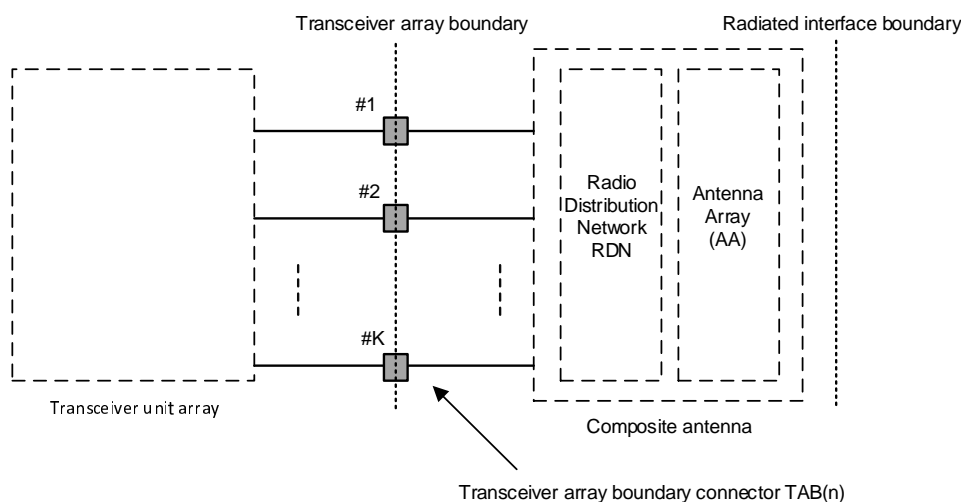 Transceiver array boundary
Radiated interface boundary
#1
#2
#K
Radio
Distribution
Network
RDN
Antenna
Array
(AA)
Transceiver unit array
Composite antenna
Transceiver array boundary connector TAB(n)